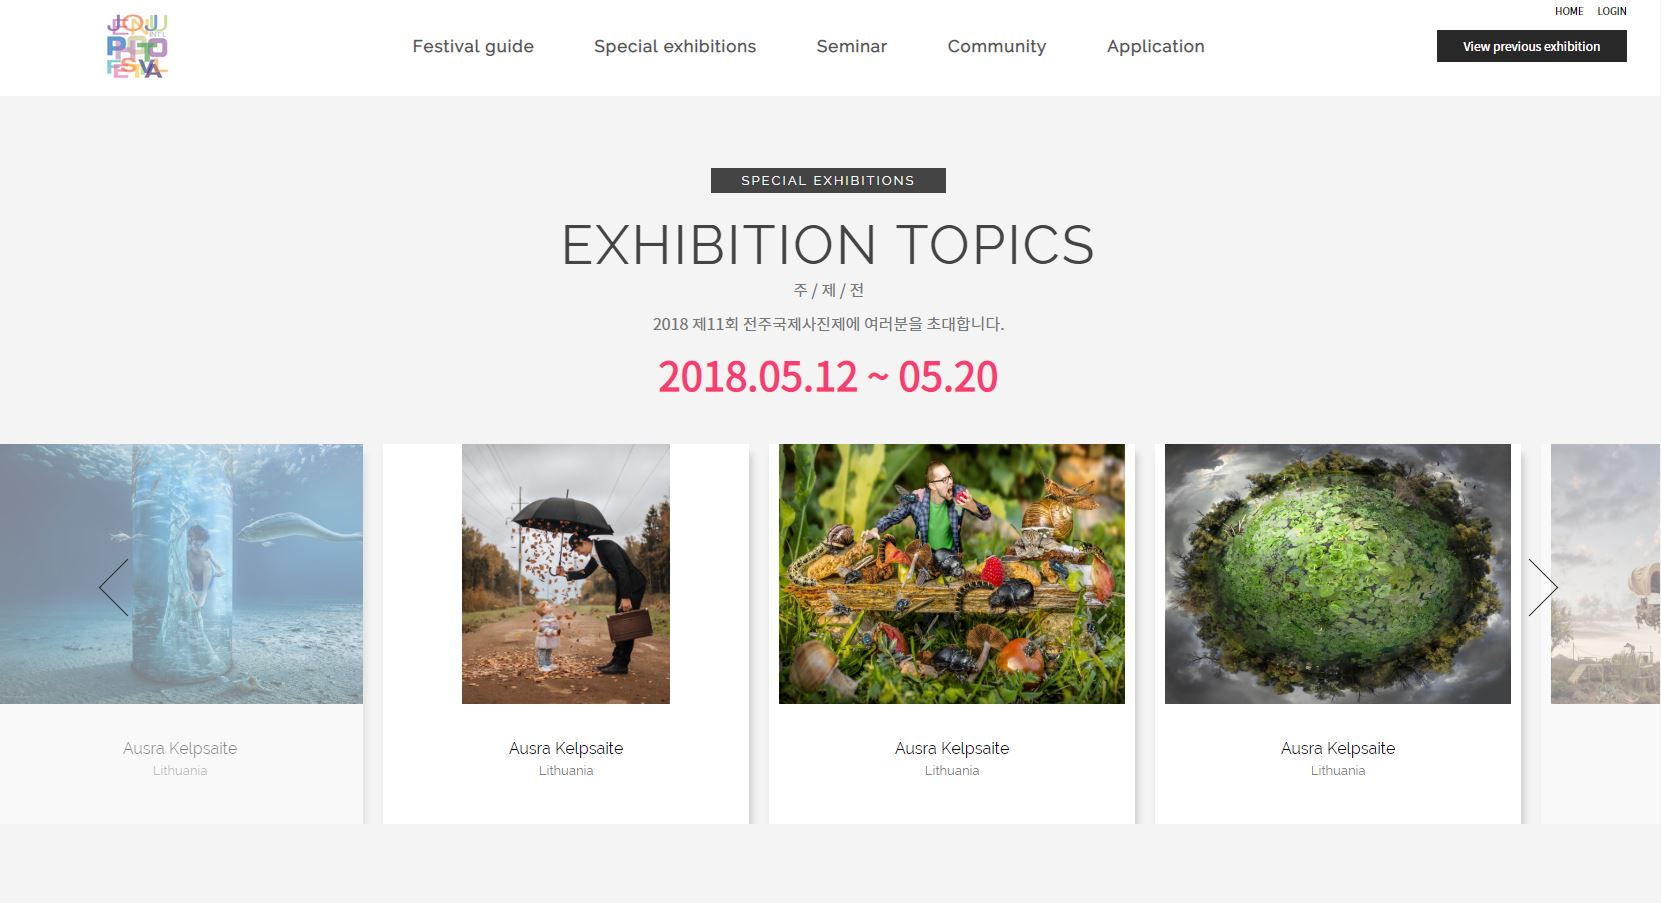 JEONJU
INT'L
PHOTO
FESTIVAL
HOME LOGIN
Festival guide Special exhibitions Seminar Community Application
View previous exhibition
SPECIAL EXHIBITIONS
EXHIBITION TOPICS
주 / 제 / 전
2018 제11회 전주국제사진제에 여러분을 초대합니다.
2018.05.12 ~ 05.20
Ausra Kelpsaite
Lithuania
Ausra Kelpsaite
Lithuania
Ausra Kelpsaite
Lithuania
Ausra Kelpsaite
Lithuania